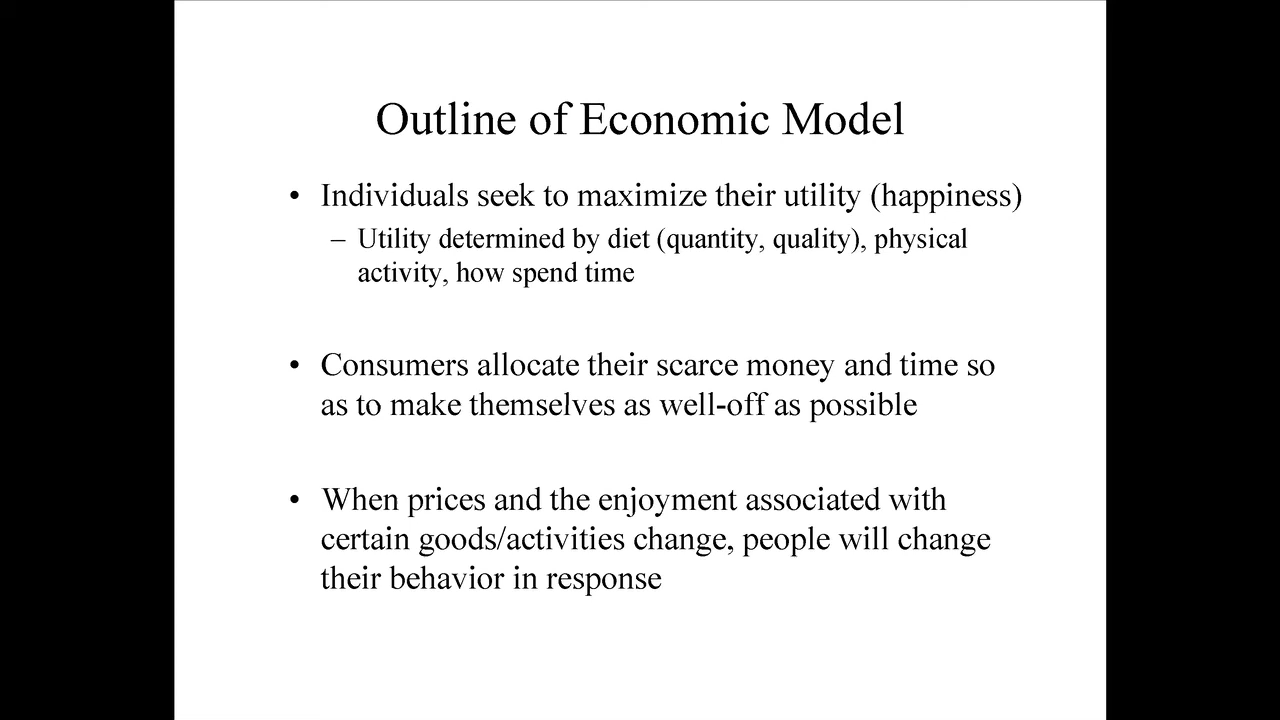 Outline of Economic Model
• Individuals seek to maximize their utility (happiness)
– Utility determined by diet (quantity, quality), physical
activity, how spend time
• Consumers allocate their scarce money and time so
as to make themselves as well-off as possible
• When prices and the enjoyment associated with
certain goods/activities change, people will change
their behavior in response